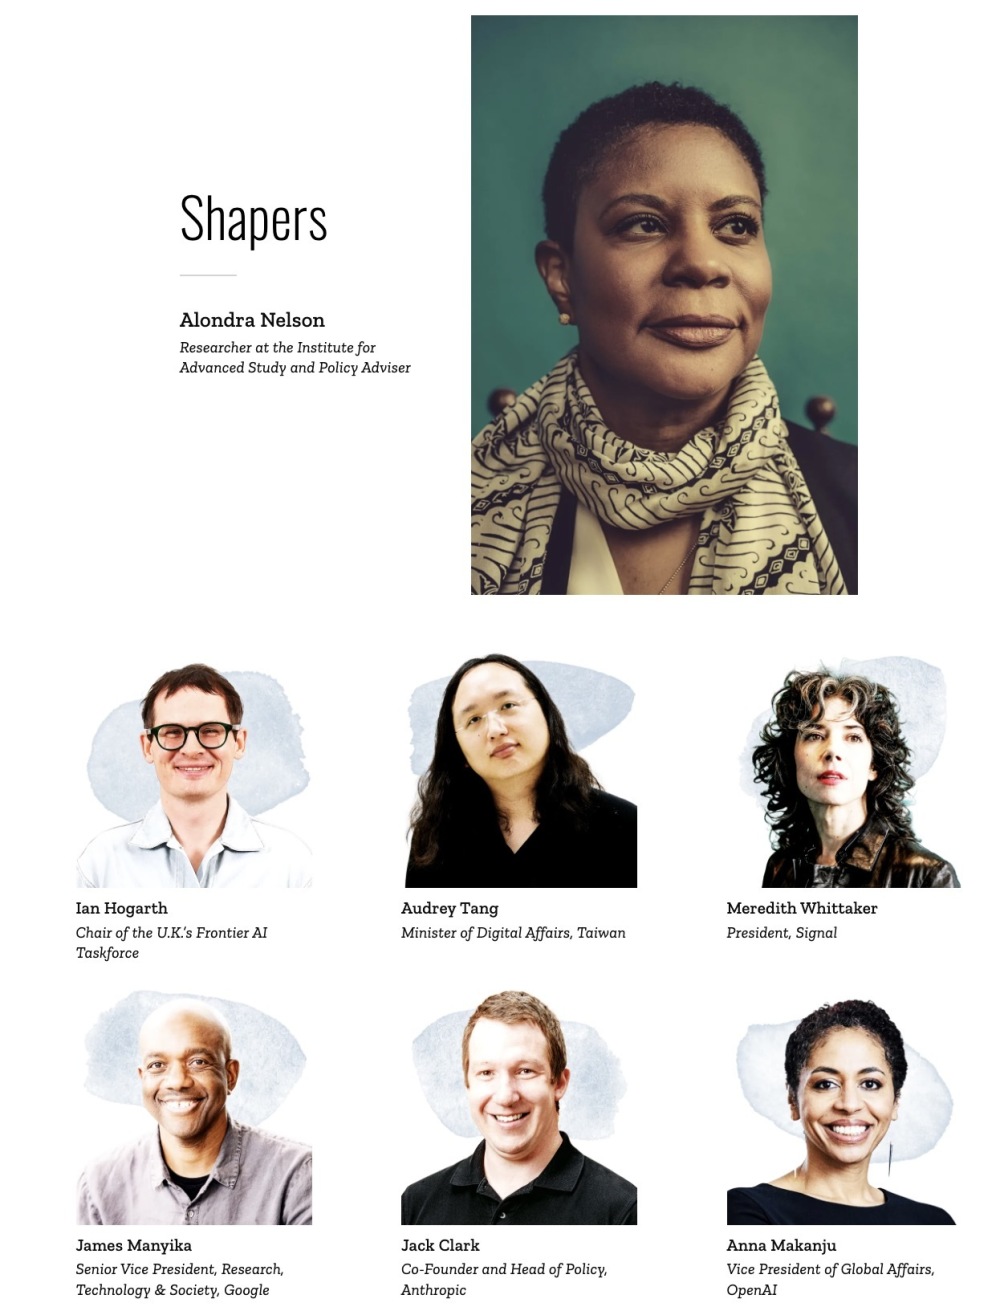 Shapers
Alondra Nelson
Researcher at the Institute for
Advanced Study and Policy Adviser
Ian Hogarth
Chair of the U.K.'s Frontier AI
Taskforce
Audrey Tang
Minister of Digital Affairs, Taiwan
Meredith Whittaker
President, Signal
James Manyika
Senior Vice President, Research,
Technology & Society, Google
Jack Clark
Co-Founder and Head of Policy,
Anthropic
Anna Makanju
Vice President of Global Affairs,
OpenAI